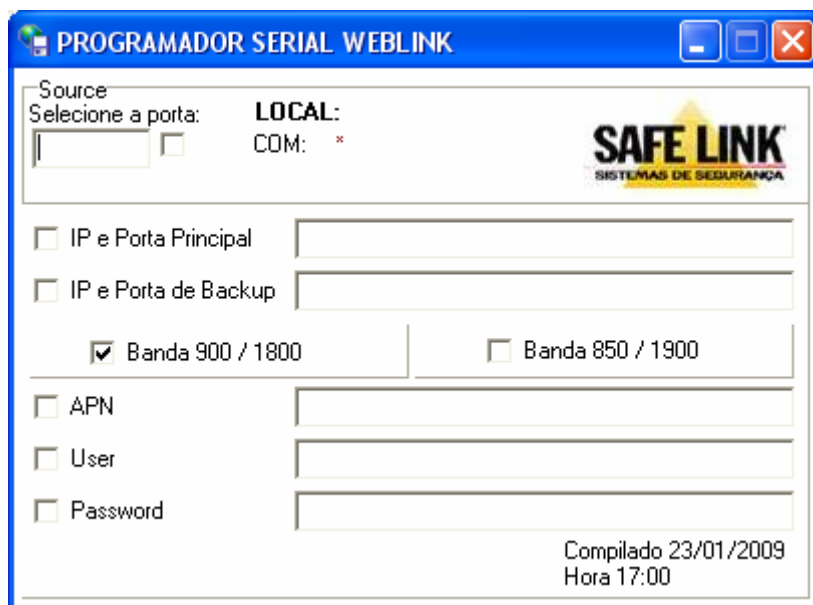 PROGRAMADOR SERIAL WEBLINK
Source
Selecione a porta:
LOCAL:
COM: *
SAFE LINK
SISTEMAS DE SEGURANÇA
IP e Porta Principal
IP e Porta de Backup
Banda 900 / 1800
Banda 850 / 1900
APN
User
Password
Compilado 23/01/2009
Hora 17:00